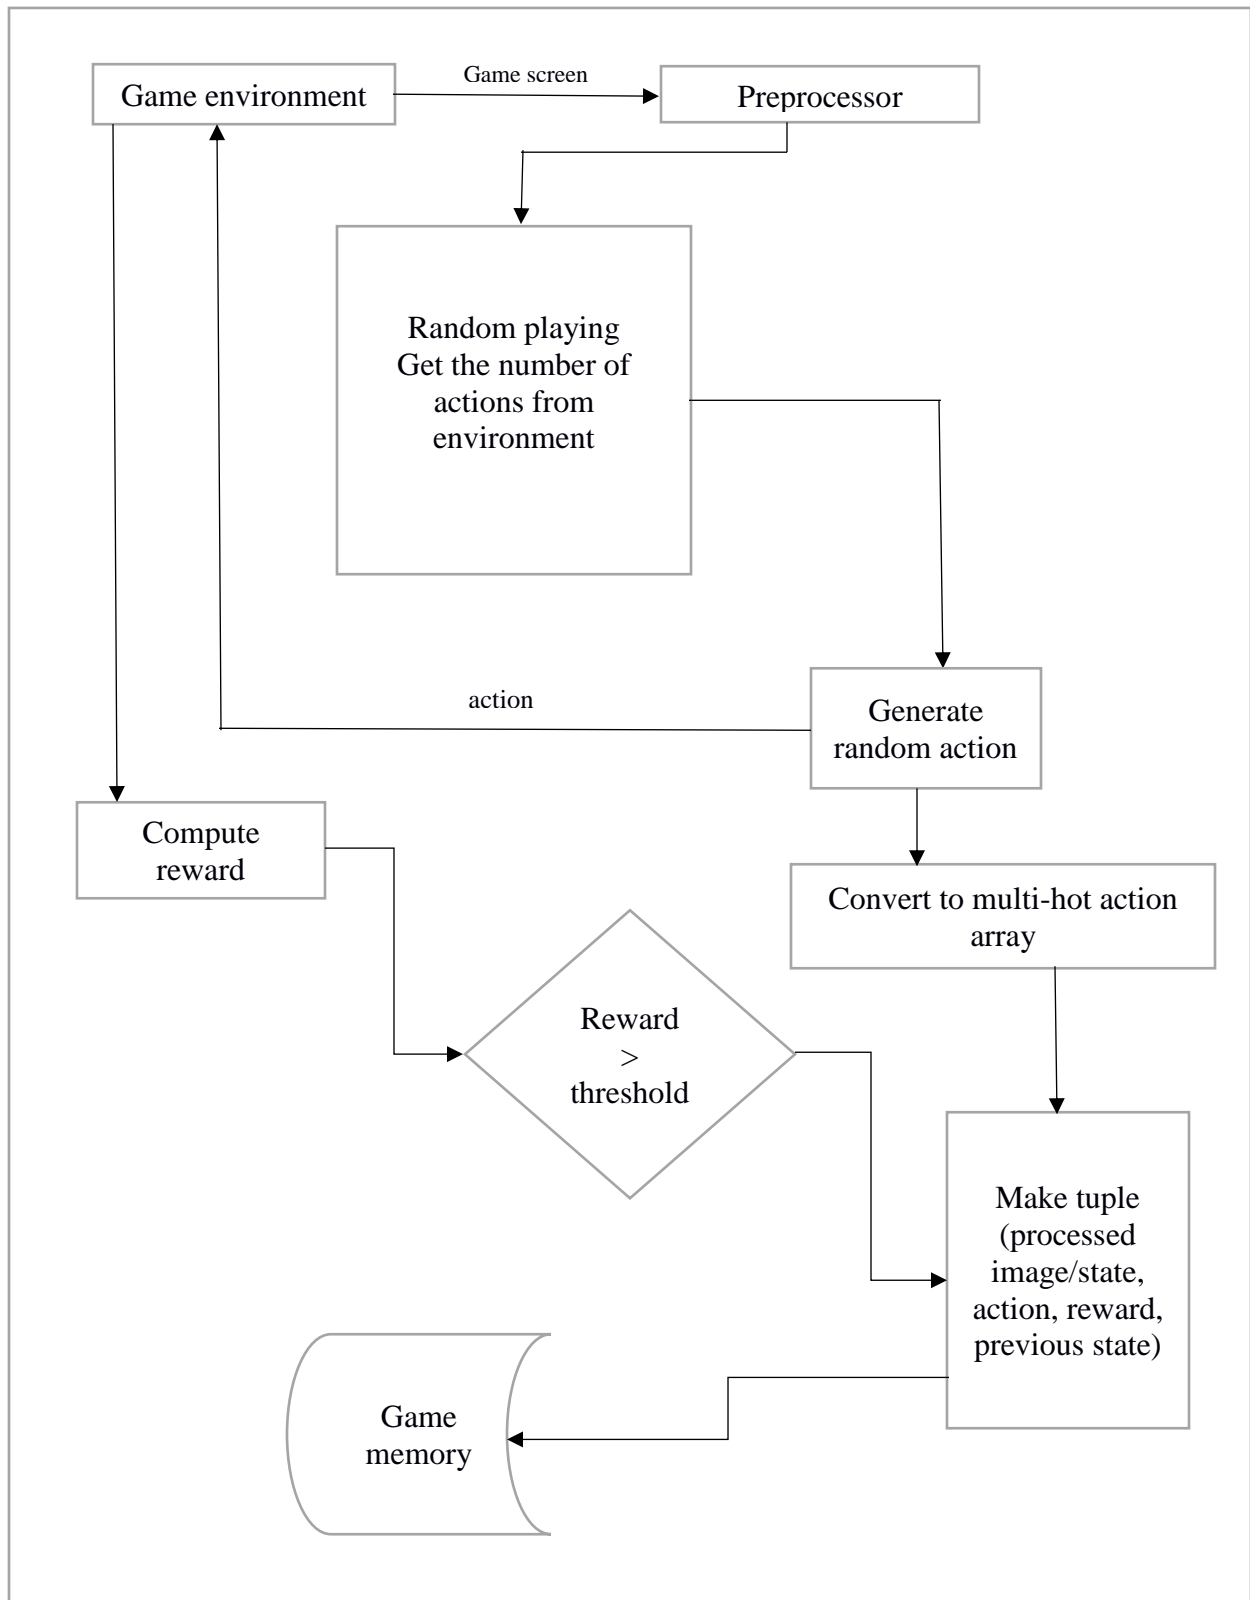 Game environment
Game screen
Preprocessor
Random playing
Get the number of
actions from
environment
action
Generate
random action
Compute
reward
Convert to multi-hot action
array
Reward
>
threshold
Make tuple
(processed
image/state,
action, reward,
previous state)
Game
memory